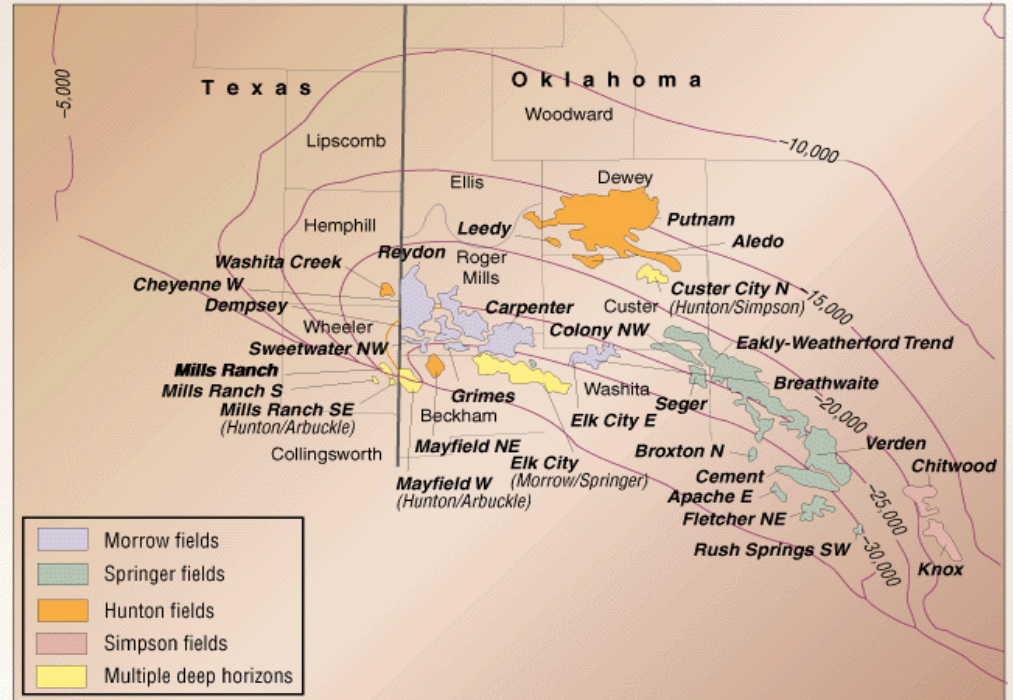 −5,000
Texas
Oklahoma
Woodward
Lipscomb
−10,000
Ellis
Dewey
Hemphill
Leedy
Putnam
Aledo
Reydon
Roger
Mills
Washita Creek
Cheyenne W
Dempsey
Custer City N
(Hunton/Simpson)
Custer
−15,000
Carpenter
Wheeler
Colony NW
Sweetwater NW
Eakly-Weatherford Trend
Mills Ranch
Mills Ranch S
Breathwaite
Washita
Grimes
Seger
−20,000
Mills Ranch SE
(Hunton/Arbuckle)
Beckham
Elk City E
Collingsworth
Mayfield NE
Broxton N
Verden
Elk City
(Morrow/Springer)
Chitwood
Mayfield W
(Hunton/Arbuckle)
Cement
Apache E
−25,000
Fletcher NE
Rush Springs SW
−30,000
Knox
Morrow fields
Springer fields
Hunton fields
Simpson fields
Multiple deep horizons